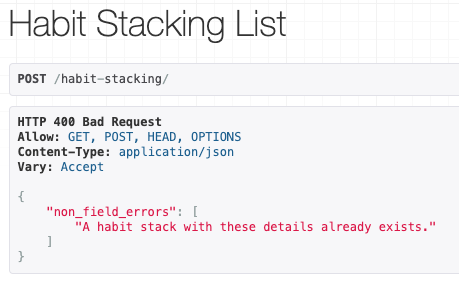 Habit Stacking List
POST /habit-stacking/
HTTP 400 Bad Request
Allow: GET, POST, HEAD, OPTIONS
Content-Type: application/json
Vary: Accept
{
"non_field_errors": [
"A habit stack with these details already exists."
]
}